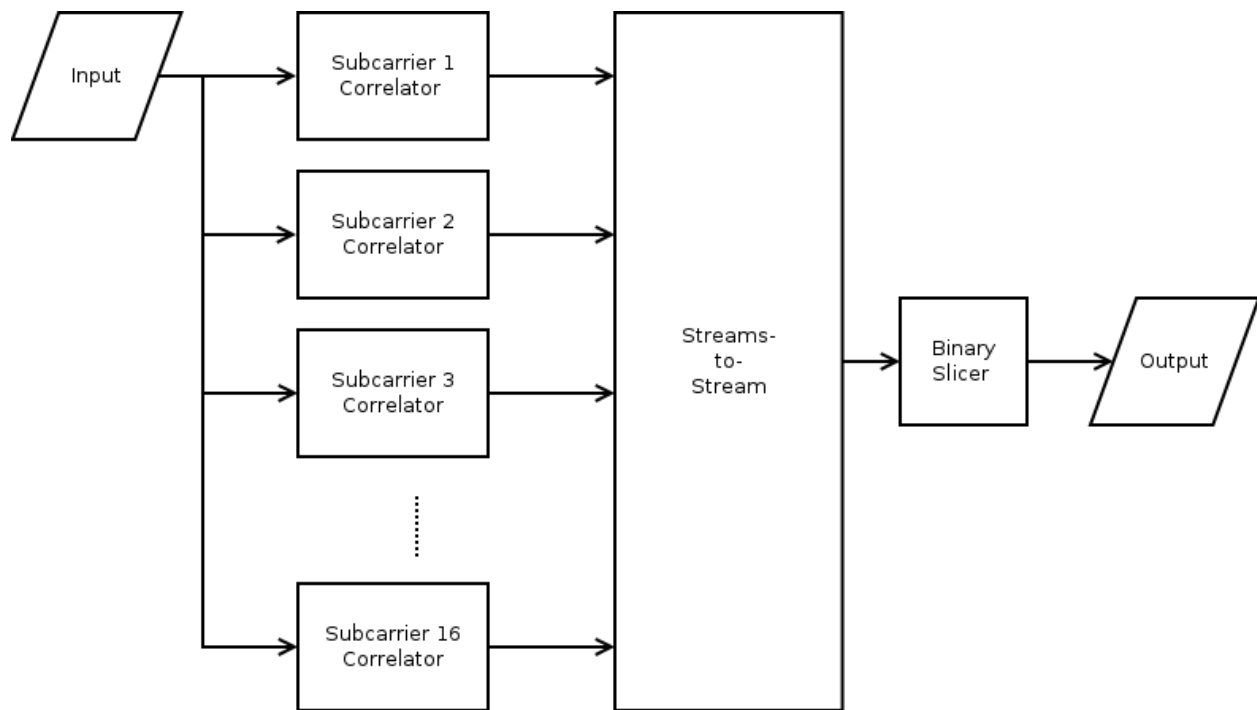 Input
Subcarrier 1
Correlator
Subcarrier 2
Correlator
Subcarrier 3
Correlator
Subcarrier 16
Correlator
Streams-
to-
Stream
Binary
Slicer
Output